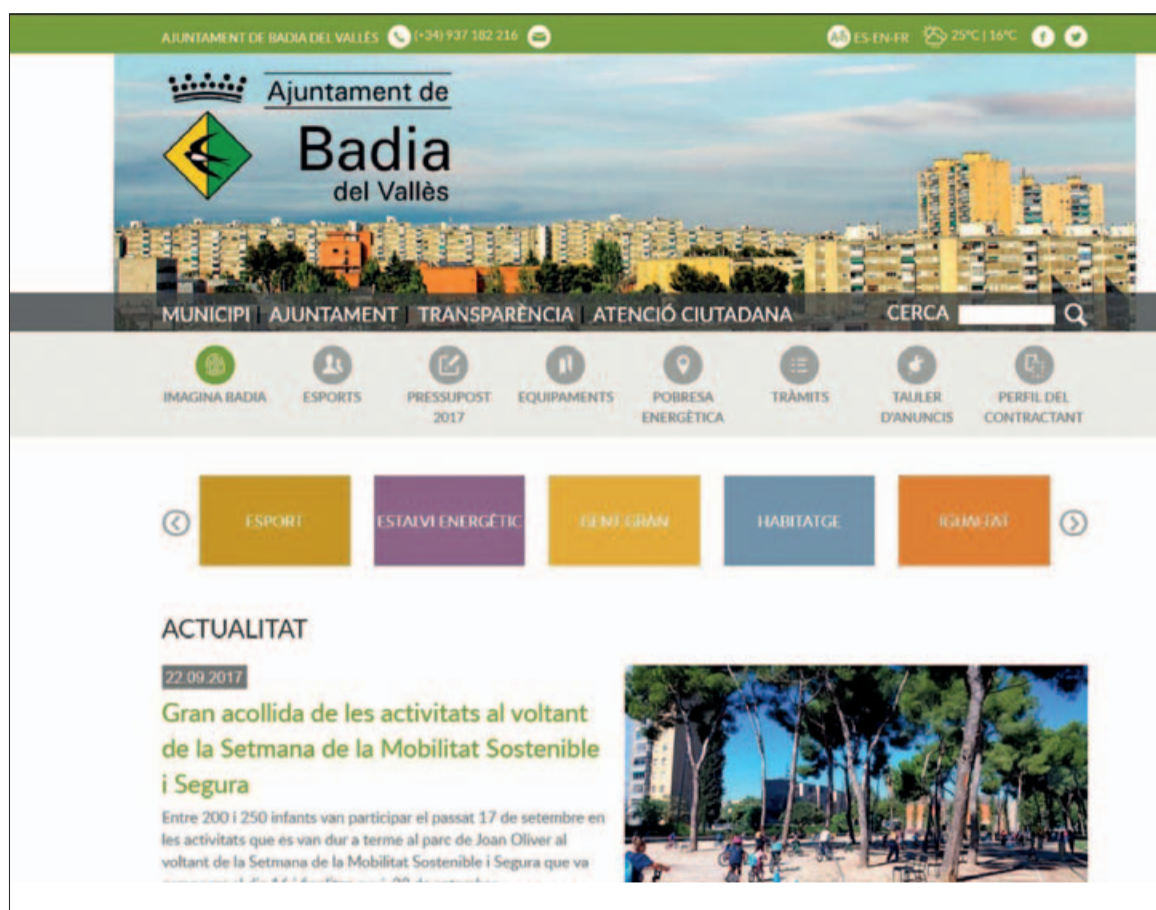 AJUNTAMENT DE BADIA DEL VALLÈS (+34) 937 182 216
ES-EN-FR 25ºC | 16ºC
Ajuntament de
Badia
del Vallès
MUNICIPI | AJUNTAMENT | TRANSPARÈNCIA | ATENCIÓ CIUTADANA
CERCA
IMAGINA BADIA
ESPORTS
PRESSUPOST
2017
EQUIPAMENTS
POBRESA
ENERGÈTICA
TRÀMITS
TAULER
D'ANUNCIS
PERFIL DEL
CONTRACTANT
ESPORT
ESTALVI ENERGÈTIC
GENT GRAN
HABITATGE
IGUALTAT
ACTUALITAT
22.09.2017
Gran acollida de les activitats al voltant
de la Setmana de la Mobilitat Sostenible
i Segura
Entre 200 i 250 infants van participar el passat 17 de setembre en
les activitats que es van dur a terme al parc de Joan Oliver al
voltant de la Setmana de la Mobilitat Sostenible i Segura que va